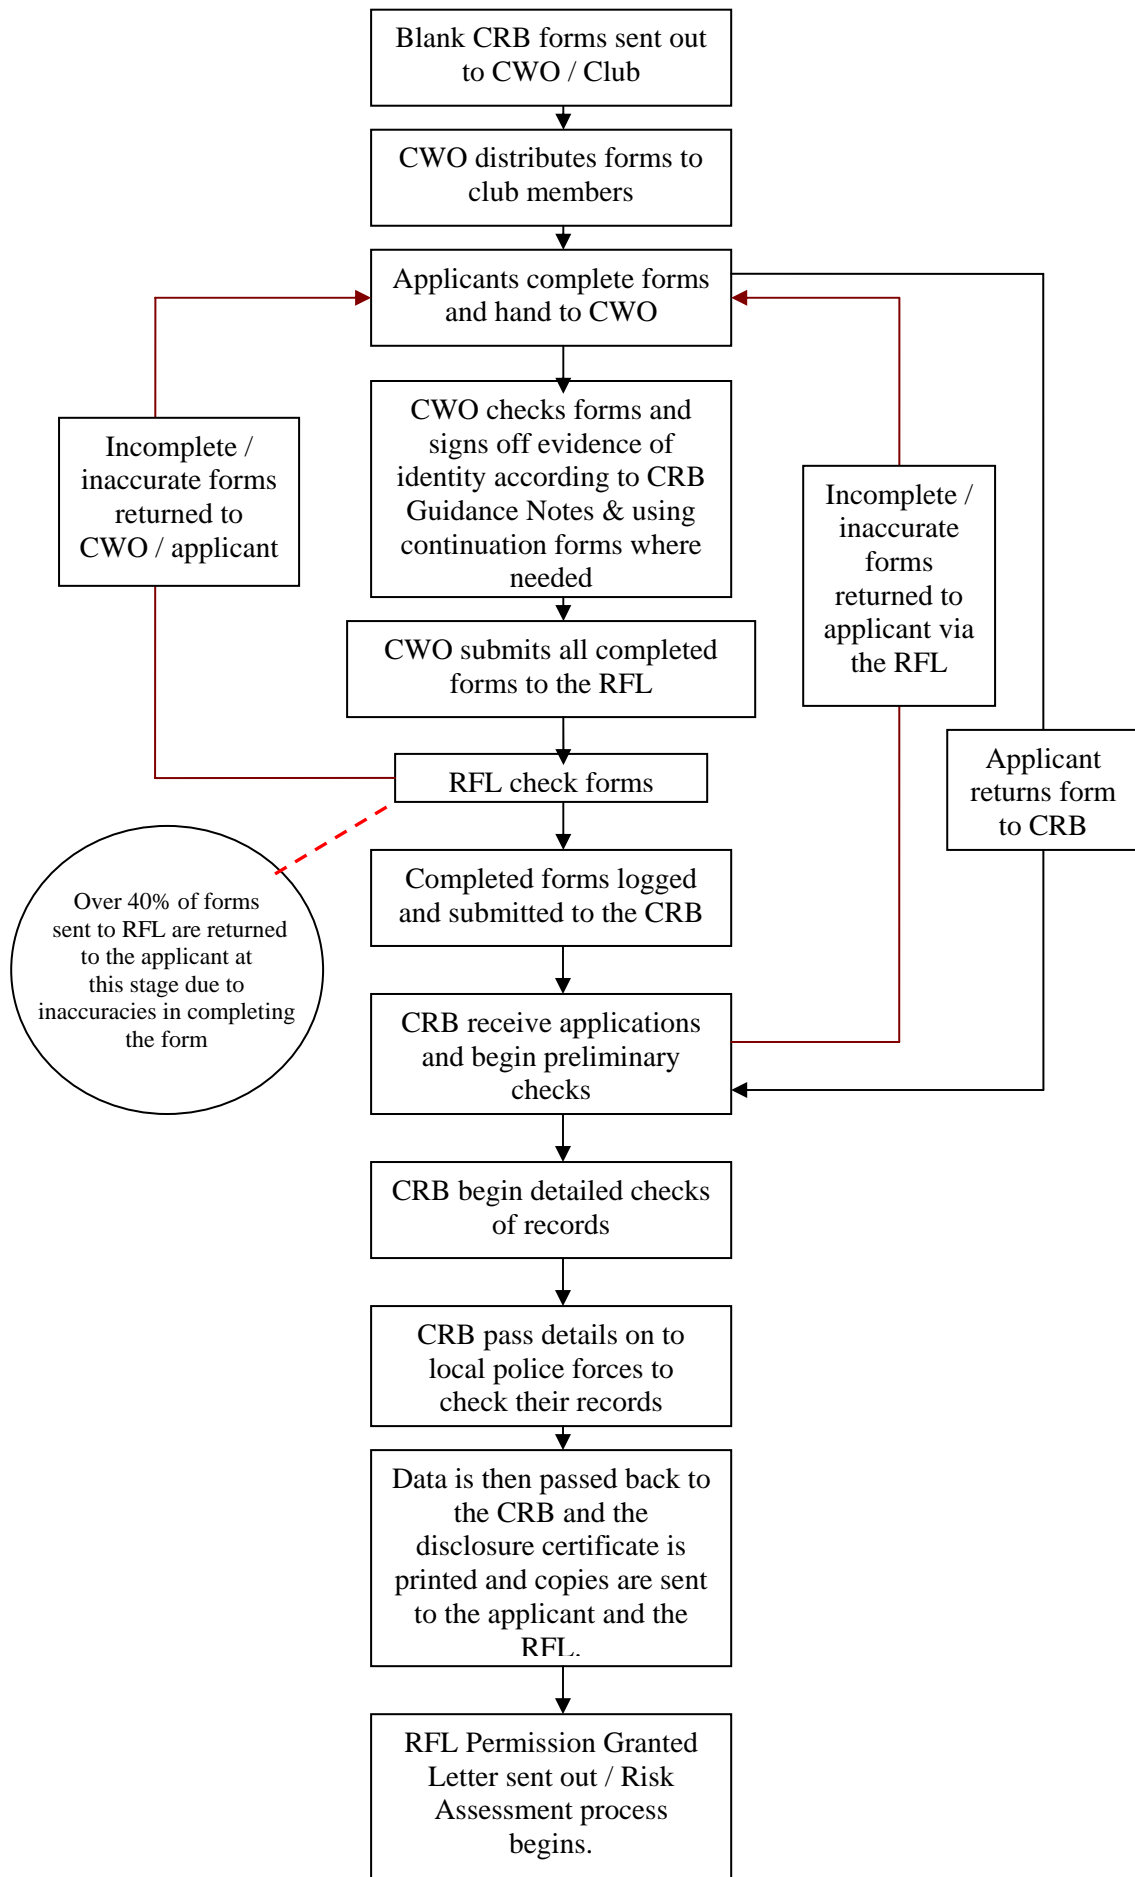 Blank CRB forms sent out
to CWO / Club
CWO distributes forms to
club members
Applicants complete forms
and hand to CWO
CWO checks forms and
signs off evidence of
identity according to CRB
Guidance Notes & using
continuation forms where
needed
Incomplete /
inaccurate forms
returned to
CWO / applicant
Incomplete /
inaccurate
forms
returned to
applicant via
the RFL
CWO submits all completed
forms to the RFL
RFL check forms
Applicant
returns form
to CRB
Over 40% of forms
sent to RFL are returned
to the applicant at
this stage due to
inaccuracies in completing
the form
Completed forms logged
and submitted to the CRB
CRB receive applications
and begin preliminary
checks
CRB begin detailed checks
of records
CRB pass details on to
local police forces to
check their records
Data is then passed back to
the CRB and the
disclosure certificate is
printed and copies are sent
to the applicant and the
RFL.
RFL Permission Granted
Letter sent out / Risk
Assessment process
begins.